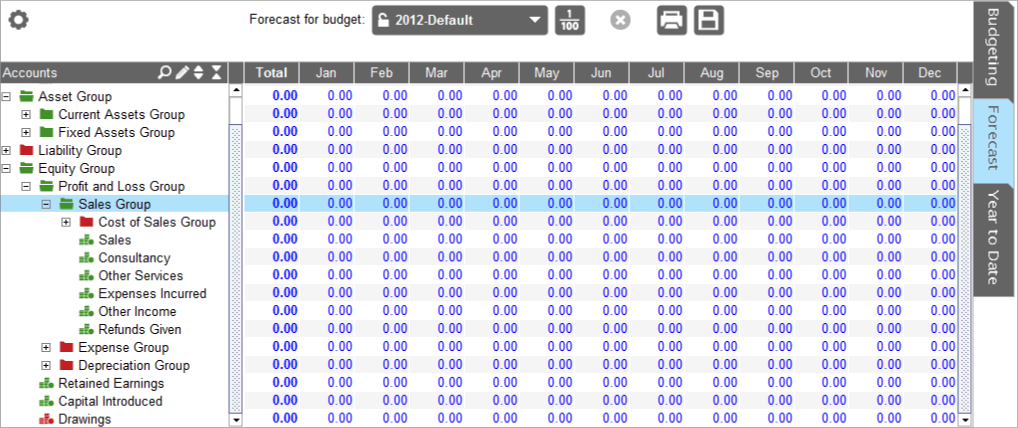 Forecast for budget: 2012-Default 1/100
Accounts Total Jan Feb Mar Apr May Jun Jul Aug Sep Oct Nov Dec
Asset Group 0.00 0.00 0.00 0.00 0.00 0.00 0.00 0.00 0.00 0.00 0.00 0.00 0.00
Current Assets Group 0.00 0.00 0.00 0.00 0.00 0.00 0.00 0.00 0.00 0.00 0.00 0.00 0.00
Fixed Assets Group 0.00 0.00 0.00 0.00 0.00 0.00 0.00 0.00 0.00 0.00 0.00 0.00 0.00
Liability Group 0.00 0.00 0.00 0.00 0.00 0.00 0.00 0.00 0.00 0.00 0.00 0.00 0.00
Equity Group 0.00 0.00 0.00 0.00 0.00 0.00 0.00 0.00 0.00 0.00 0.00 0.00 0.00
Profit and Loss Group 0.00 0.00 0.00 0.00 0.00 0.00 0.00 0.00 0.00 0.00 0.00 0.00 0.00
Sales Group 0.00 0.00 0.00 0.00 0.00 0.00 0.00 0.00 0.00 0.00 0.00 0.00 0.00
Cost of Sales Group 0.00 0.00 0.00 0.00 0.00 0.00 0.00 0.00 0.00 0.00 0.00 0.00 0.00
Sales 0.00 0.00 0.00 0.00 0.00 0.00 0.00 0.00 0.00 0.00 0.00 0.00 0.00
Consultancy 0.00 0.00 0.00 0.00 0.00 0.00 0.00 0.00 0.00 0.00 0.00 0.00 0.00
Other Services 0.00 0.00 0.00 0.00 0.00 0.00 0.00 0.00 0.00 0.00 0.00 0.00 0.00
Expenses Incurred 0.00 0.00 0.00 0.00 0.00 0.00 0.00 0.00 0.00 0.00 0.00 0.00 0.00
Other Income 0.00 0.00 0.00 0.00 0.00 0.00 0.00 0.00 0.00 0.00 0.00 0.00 0.00
Refunds Given 0.00 0.00 0.00 0.00 0.00 0.00 0.00 0.00 0.00 0.00 0.00 0.00 0.00
Expense Group 0.00 0.00 0.00 0.00 0.00 0.00 0.00 0.00 0.00 0.00 0.00 0.00 0.00
Depreciation Group 0.00 0.00 0.00 0.00 0.00 0.00 0.00 0.00 0.00 0.00 0.00 0.00 0.00
Retained Earnings 0.00 0.00 0.00 0.00 0.00 0.00 0.00 0.00 0.00 0.00 0.00 0.00 0.00
Capital Introduced 0.00 0.00 0.00 0.00 0.00 0.00 0.00 0.00 0.00 0.00 0.00 0.00 0.00
Drawings 0.00 0.00 0.00 0.00 0.00 0.00 0.00 0.00 0.00 0.00 0.00 0.00 0.00
Budgeting
Forecast
Year to Date